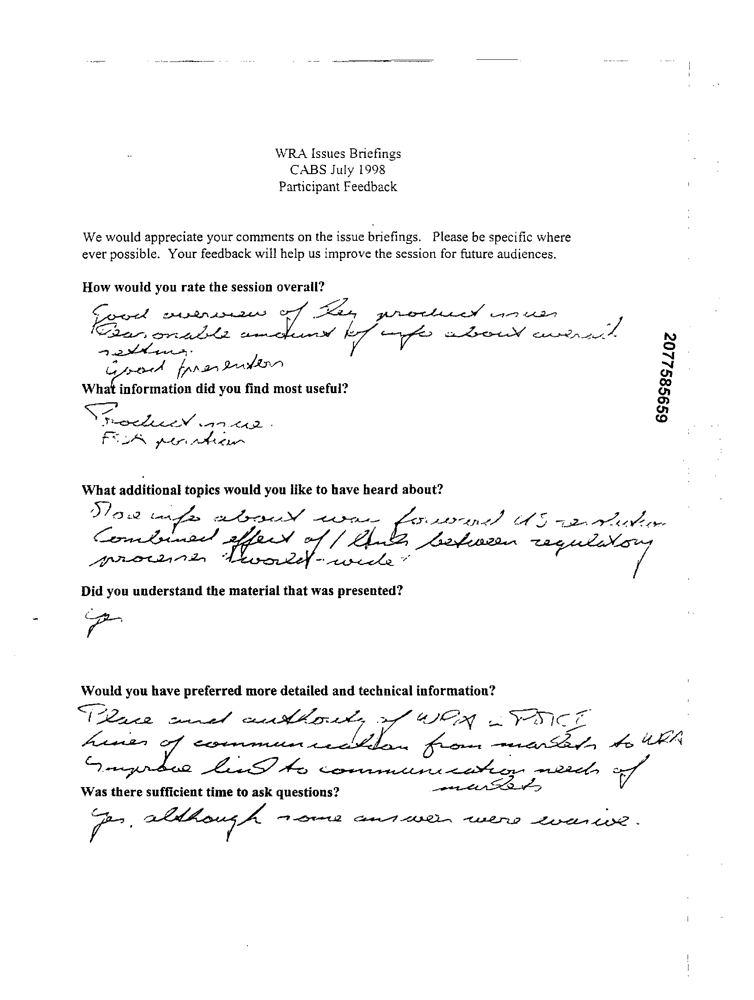 WRA Issues Briefings
CABS July 1998
Participant Feedback
We would appreciate your comments on the issue briefings. Please be specific where
ever possible. Your feedback will help us improve the session for future audiences.
How would you rate the session overall?
Good overview of key product issues
Reasonable amount of info about overall
setting.
Good presenters
2077585659
What information did you find most useful?
Product issue.
FDA
What additional topics would you like to have heard about?
More info about way forward US resolution
Combined effect of / links between regulatory
processes world-wide
Did you understand the material that was presented?
Yes
Would you have preferred more detailed and technical information?
Place and authority of WRA in
Lines of communication from markets to WRA
Improve link to communication needs of
markets
Was there sufficient time to ask questions?
Yes, although some answers were evasive.